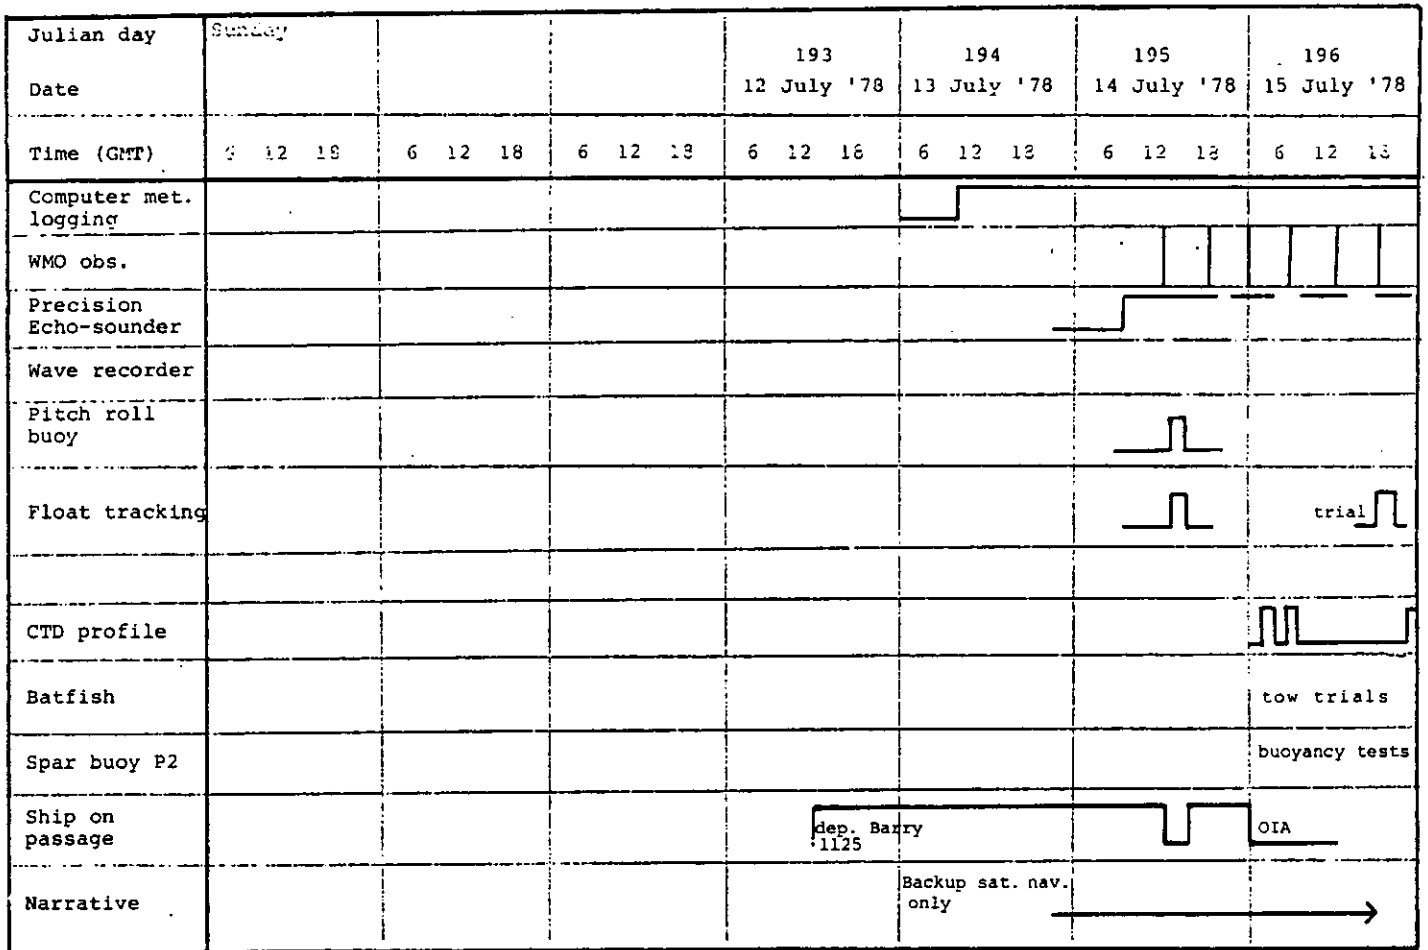 Julian day Sunday 193 194 195 196
Date 12 July '78 13 July '78 14 July '78 15 July '78
Time (GMT) 6 12 18 6 12 18 6 12 18 6 12 18 6 12 18 6 12 18 6 12 18
Computer met.
logging
WMO obs.
Precision
Echo-sounder
Wave recorder
Pitch roll
buoy
Float tracking trial
CTD profile
Batfish tow trials
Spar buoy P2 buoyancy tests
Ship on
passage dep. Barry OIA
1125
Narrative Backup sat. nav.
only